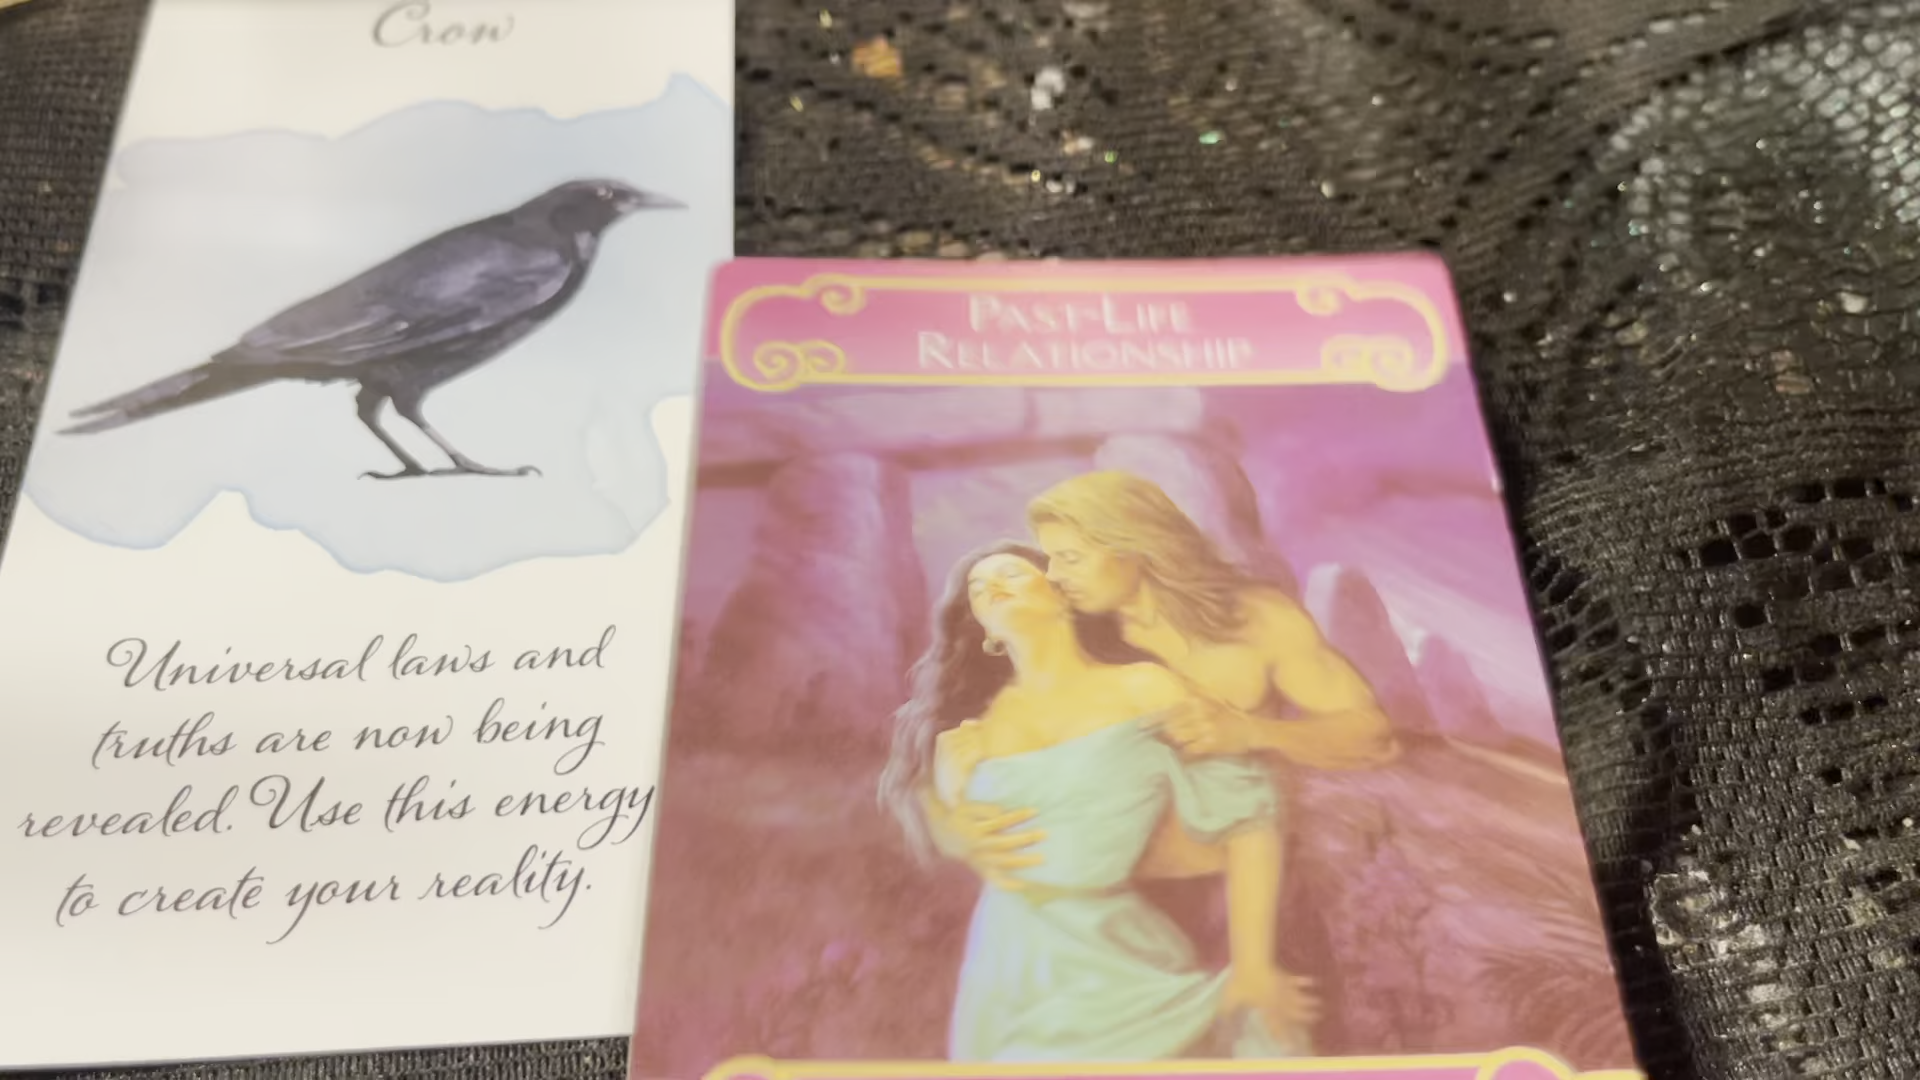 Crow
Universal laws and
truths are now being
revealed. Use this energy
to create your reality.
PAST-LIFE
RELATIONSHIP